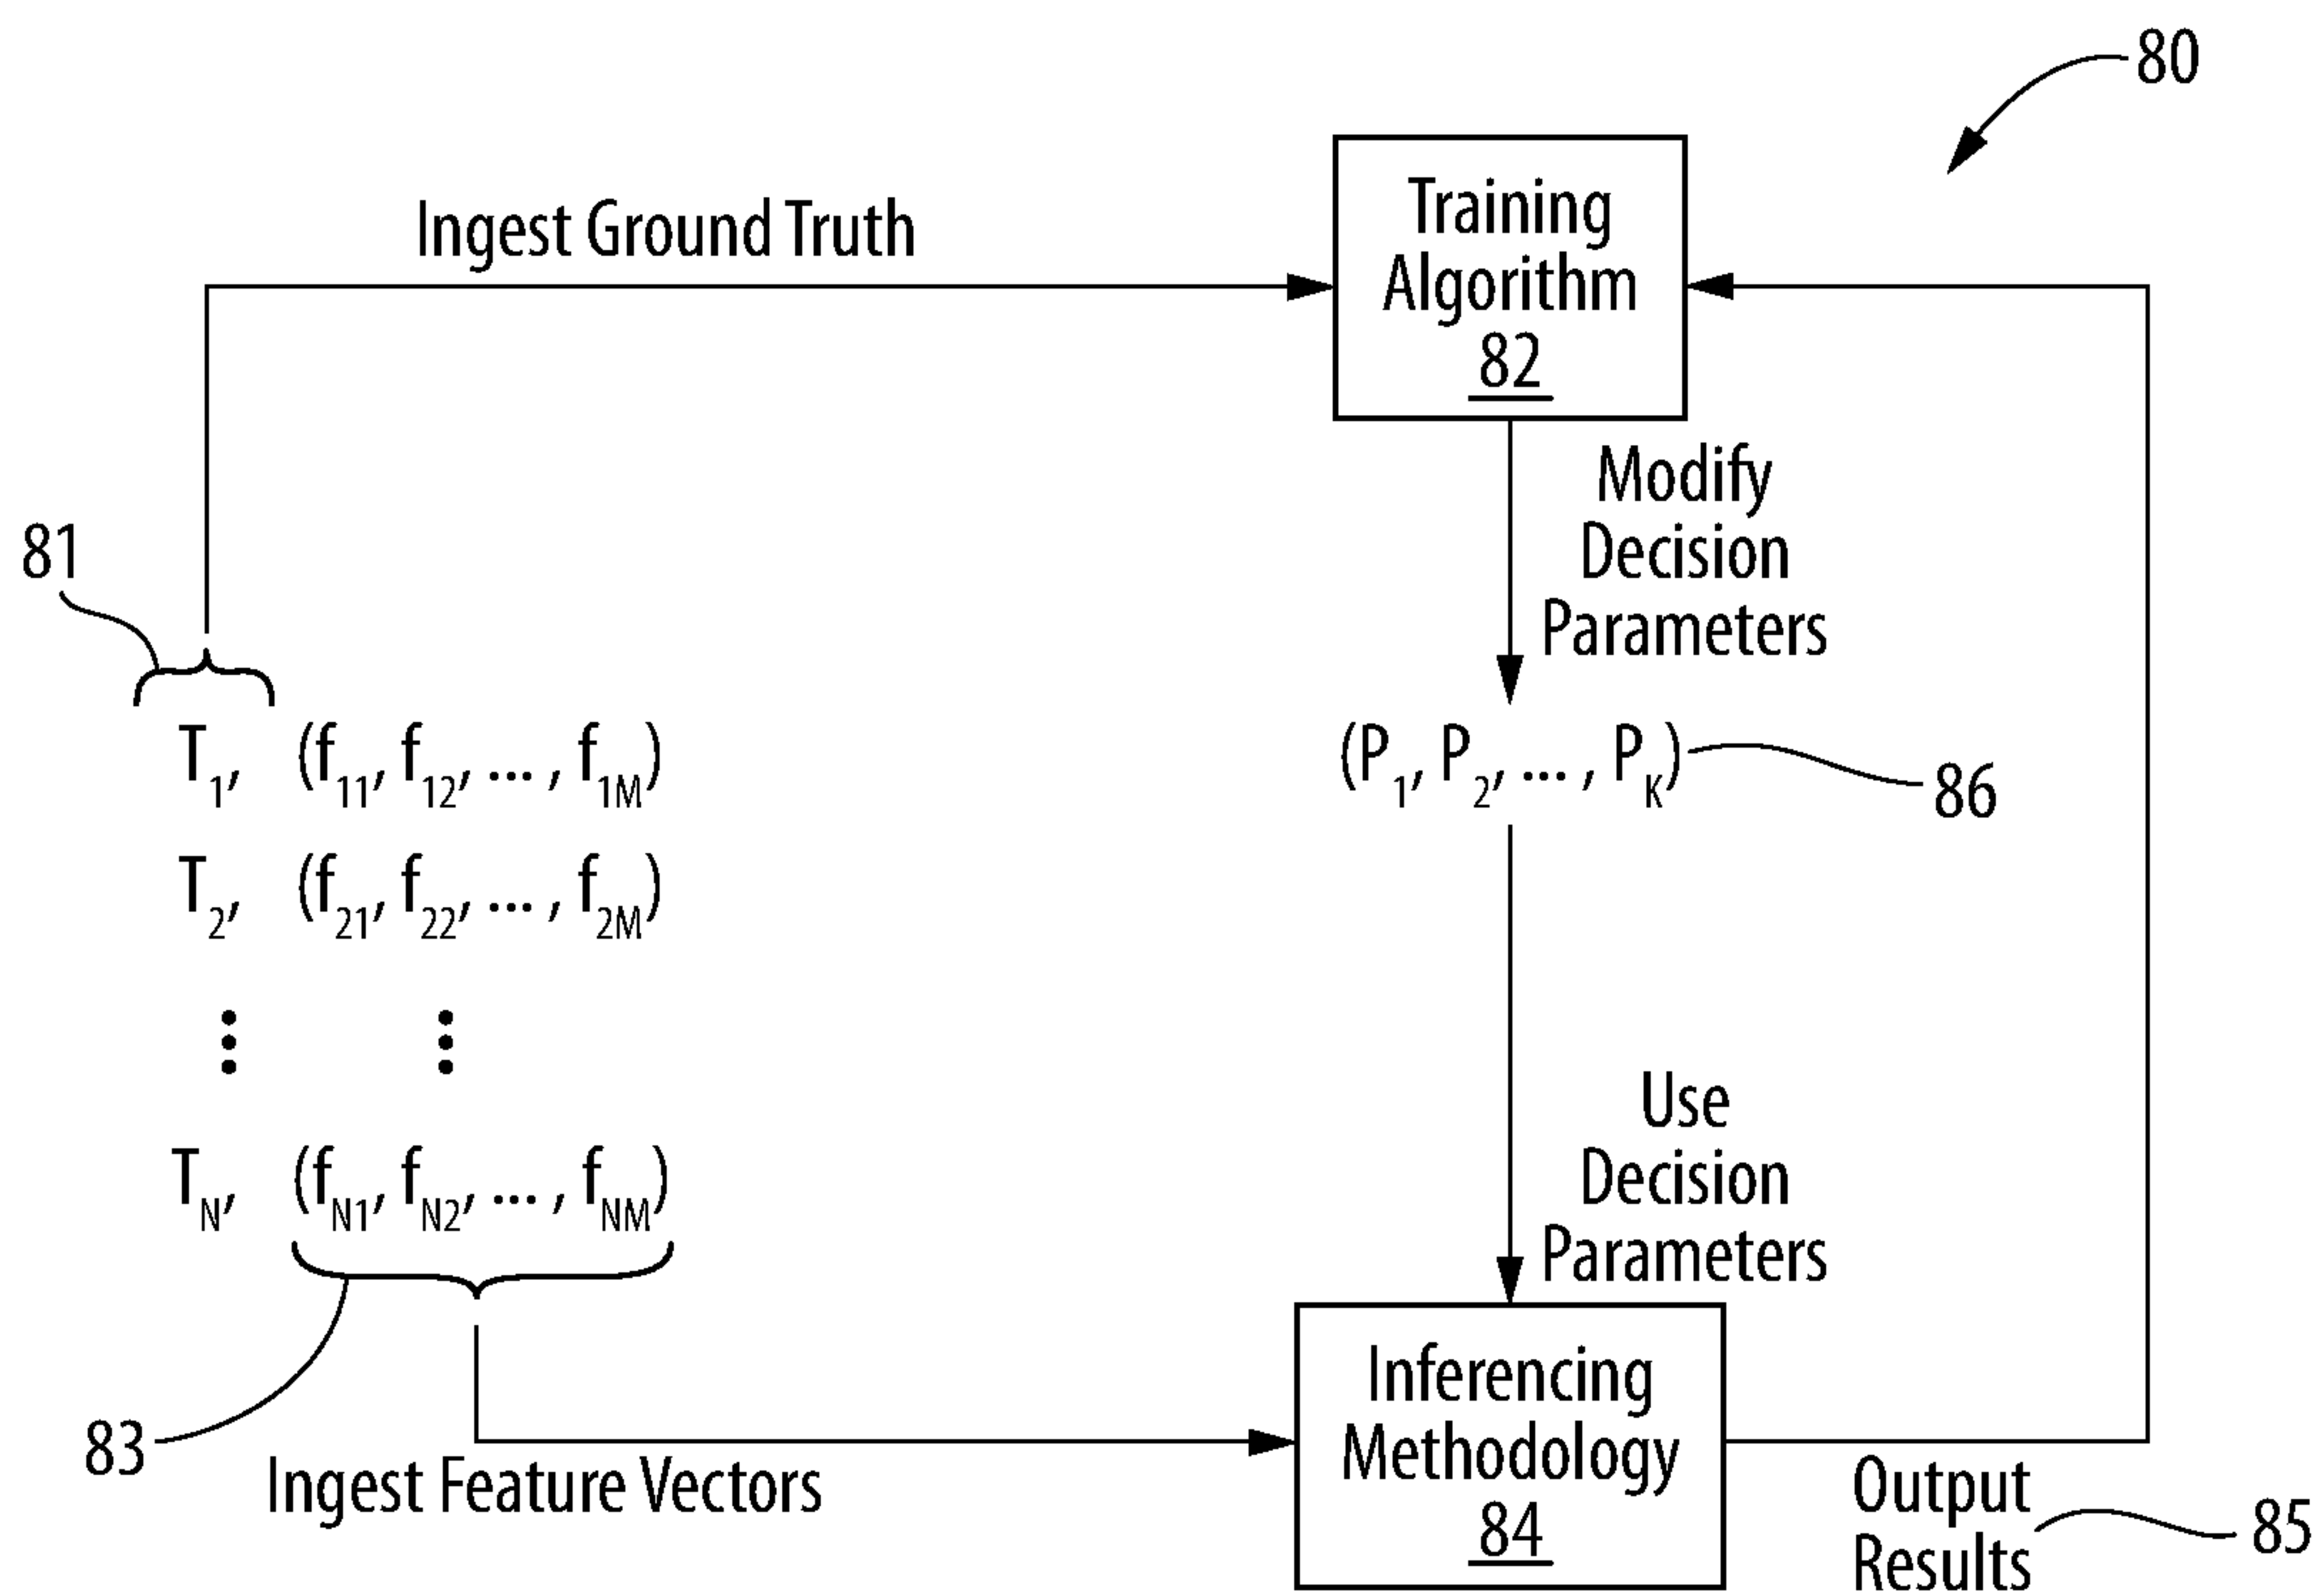 80
Ingest Ground Truth
Training
Algorithm
82
Modify
Decision
Parameters
81
T1, (f11, f12, ... , f1M)
(P1, P2, ... , PK)
86
T2, (f21, f22, ... , f2M)
TN, (fN1, fN2, ... , fNM)
Use
Decision
Parameters
83
Ingest Feature Vectors
Inferencing
Methodology
84
Output
Results
85